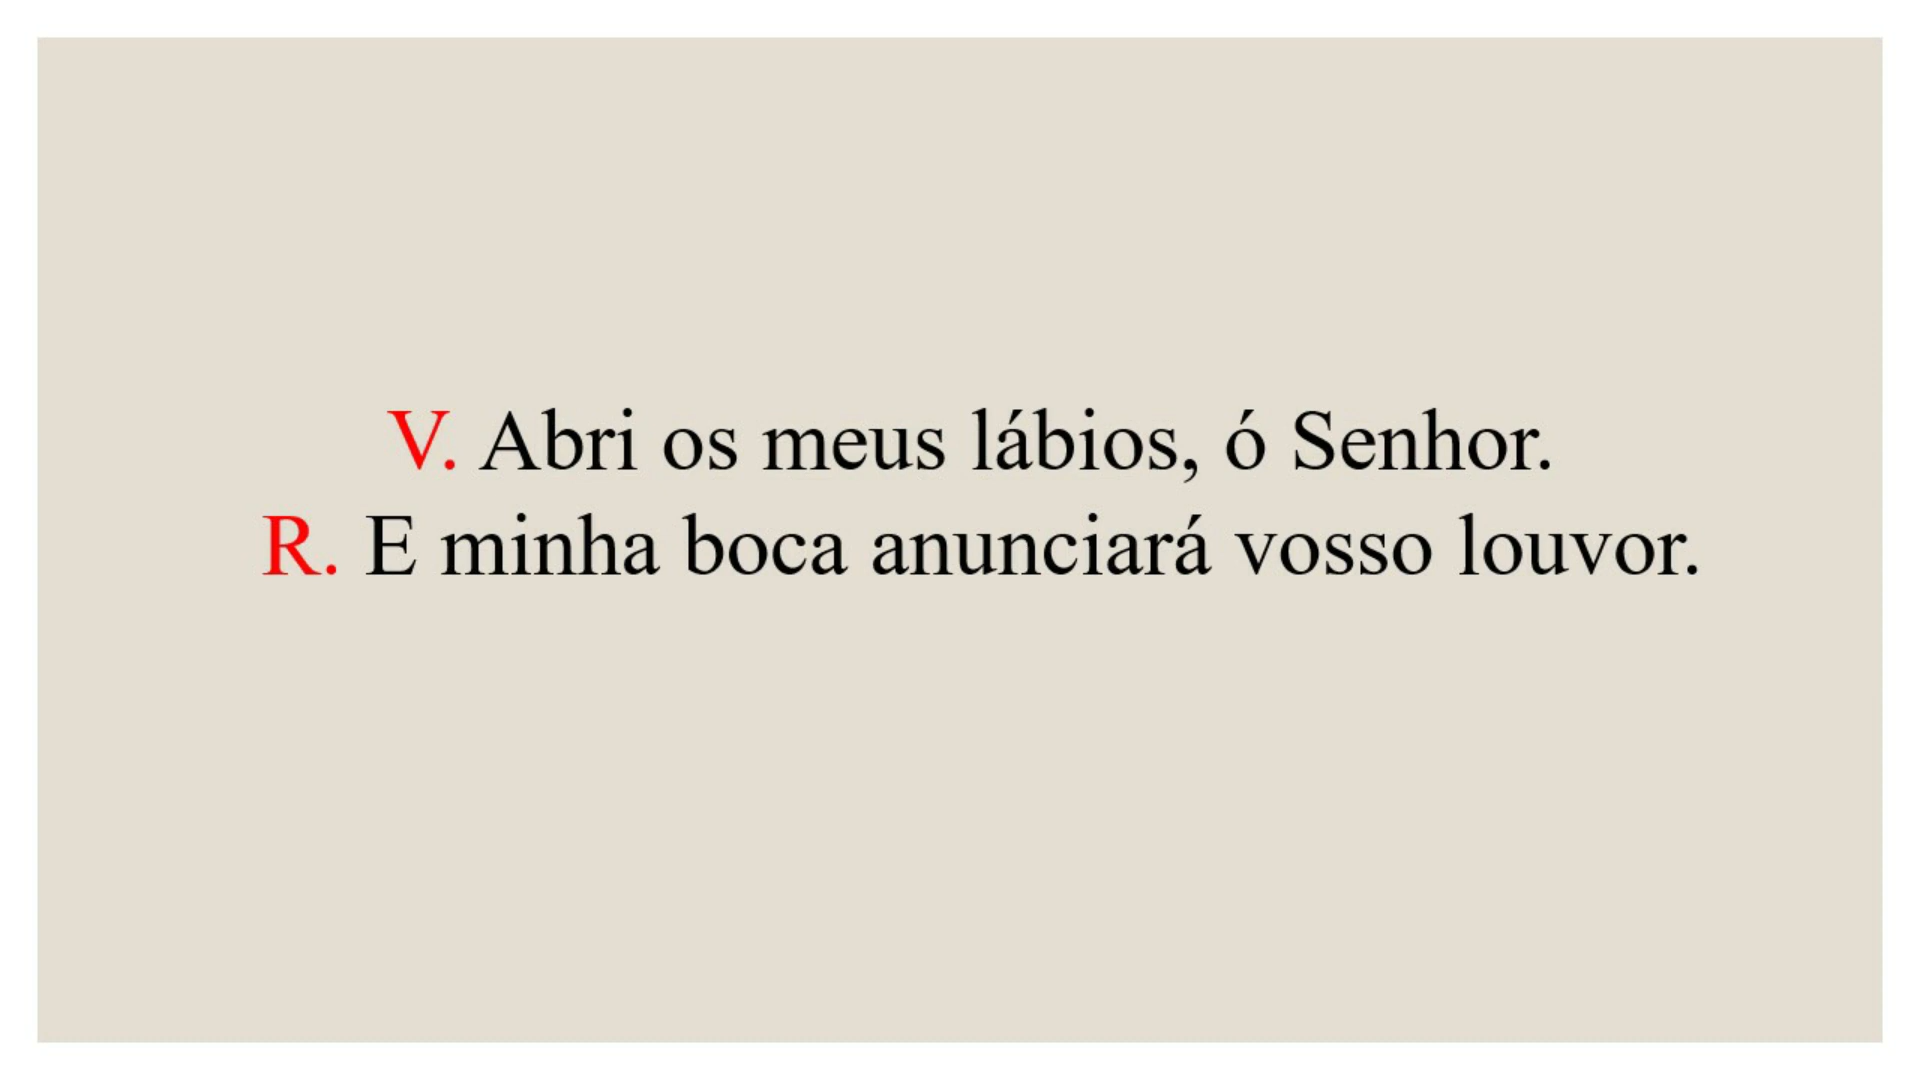 V. Abri os meus lábios, ó Senhor.
R. E minha boca anunciará vosso louvor.